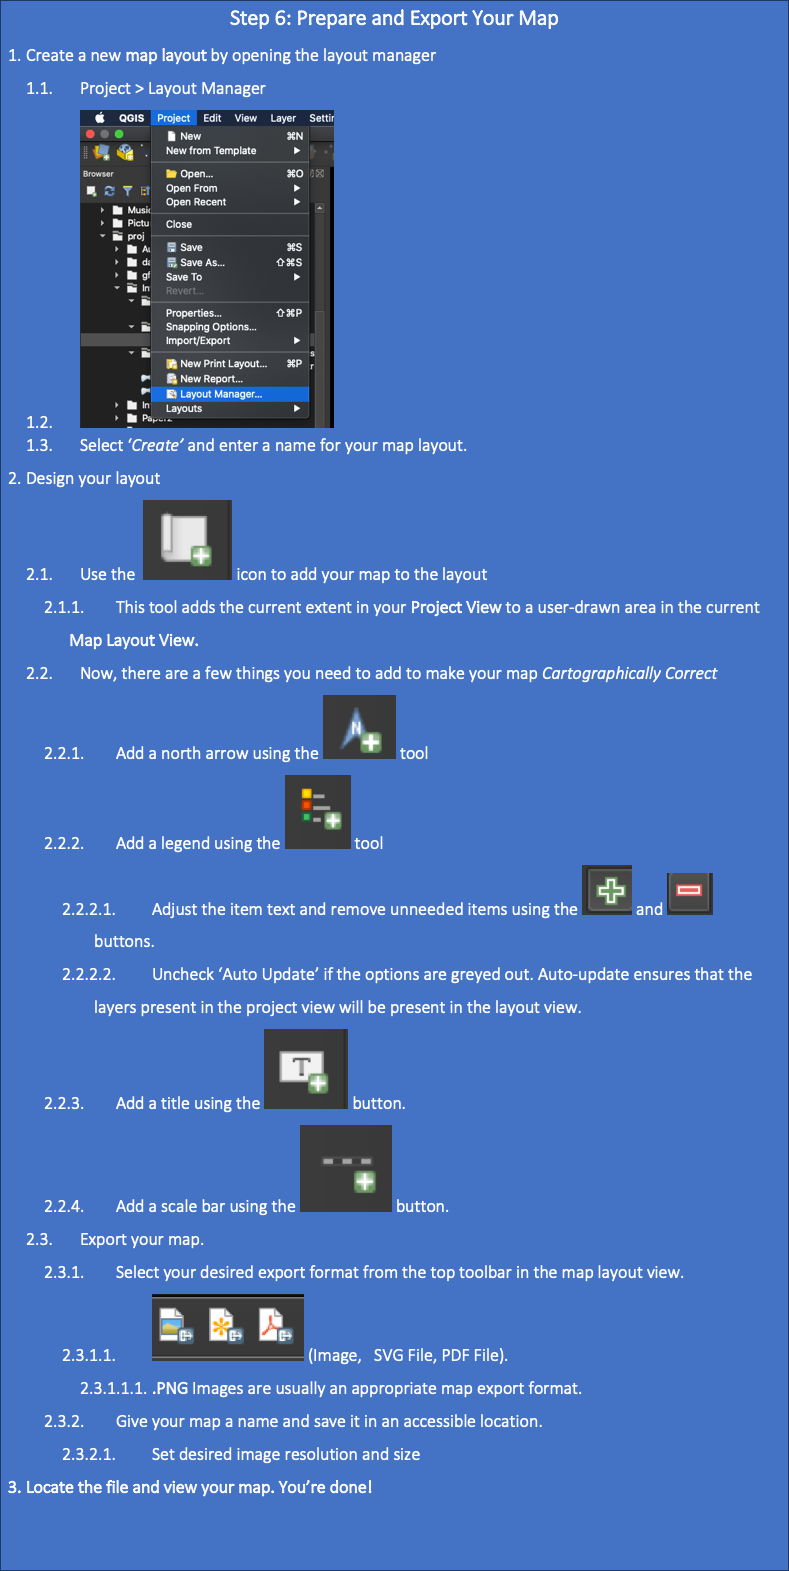 Step 6: Prepare and Export Your Map
1. Create a new map layout by opening the layout manager
1.1. Project > Layout Manager
QGIS Project Edit View Layer Settin
New ⌘N
New from Template
Browser
Open... ⌘O
Open From
Open Recent
Close
Save ⌘S
Save As... ⇧⌘S
Save To
Revert...
Properties... ⇧⌘P
Snapping Options...
Import/Export
New Print Layout... ⌘P
New Report...
Layout Manager...
Layouts
Music
Pictu
proj
Au
da
gf
In
In
Paper2
1.2.
1.3. Select ‘Create’ and enter a name for your map layout.
2. Design your layout
2.1. Use the icon to add your map to the layout
2.1.1. This tool adds the current extent in your Project View to a user-drawn area in the current
Map Layout View.
2.2. Now, there are a few things you need to add to make your map Cartographically Correct
N
2.2.1. Add a north arrow using the tool
2.2.2. Add a legend using the tool
2.2.2.1. Adjust the item text and remove unneeded items using the and
buttons.
2.2.2.2. Uncheck ‘Auto Update’ if the options are greyed out. Auto-update ensures that the
layers present in the project view will be present in the layout view.
T
2.2.3. Add a title using the button.
2.2.4. Add a scale bar using the button.
2.3. Export your map.
2.3.1. Select your desired export format from the top toolbar in the map layout view.
2.3.1.1. (Image, SVG File, PDF File).
2.3.1.1.1. .PNG Images are usually an appropriate map export format.
2.3.2. Give your map a name and save it in an accessible location.
2.3.2.1. Set desired image resolution and size
3. Locate the file and view your map. You’re done!